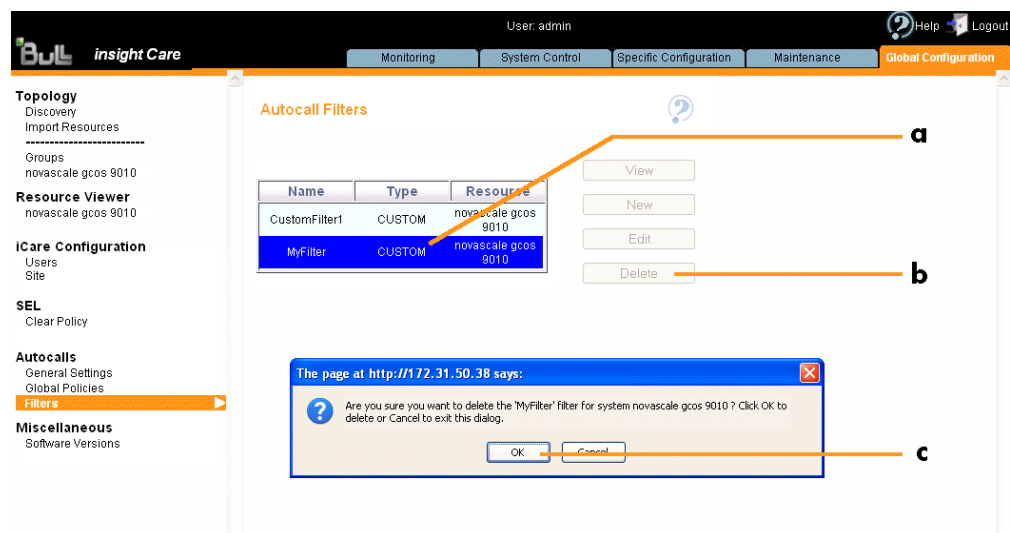 User: admin
Help
Logout
Bull
insight Care
Monitoring
System Control
Specific Configuration
Maintenance
Global Configuration
Topology
Discovery
Import Resources
-------------------------
Groups
novascale gcos 9010
Resource Viewer
novascale gcos 9010
iCare Configuration
Users
Site
SEL
Clear Policy
Autocalls
General Settings
Global Policies
Filters
Miscellaneous
Software Versions
Autocall Filters
?
a
Name Type Resource
CustomFilter1 CUSTOM novascale gcos
9010
MyFilter CUSTOM novascale gcos
9010
View
New
Edit
Delete
b
The page at http://172.31.50.38 says:
Are you sure you want to delete the 'MyFilter' filter for system novascale gcos 9010 ? Click OK to
delete or Cancel to exit this dialog.
OK
Cancel
c